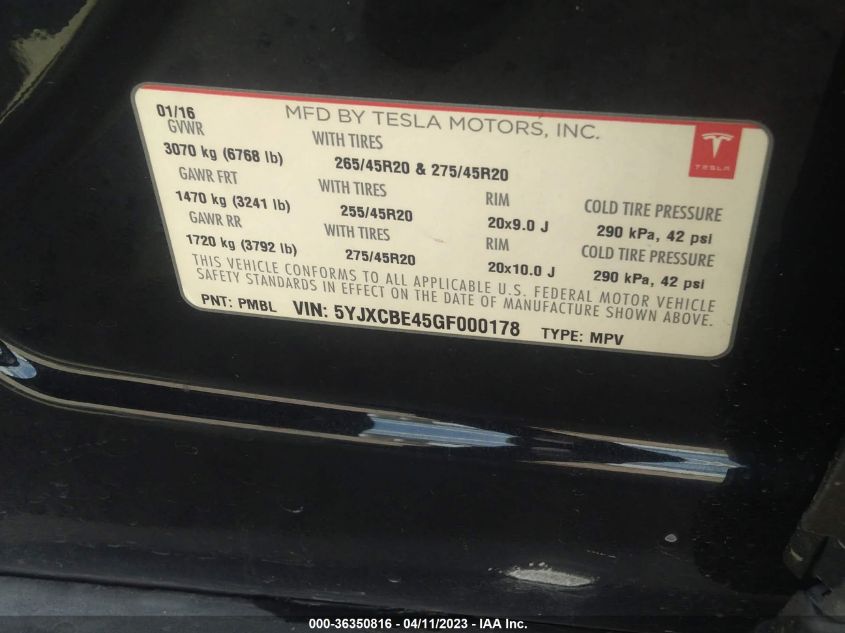 01/16 MFD BY TESLA MOTORS, INC.
GVWR WITH TIRES
3070 kg (6768 lb) 265/45R20 & 275/45R20
TESLA
GAWR FRT WITH TIRES RIM COLD TIRE PRESSURE
1470 kg (3241 lb) 255/45R20 20x9.0 J 290 kPa, 42 psi
GAWR RR WITH TIRES RIM COLD TIRE PRESSURE
1720 kg (3792 lb) 275/45R20 20x10.0 J 290 kPa, 42 psi
THIS VEHICLE CONFORMS TO ALL APPLICABLE U.S. FEDERAL MOTOR VEHICLE
SAFETY STANDARDS IN EFFECT ON THE DATE OF MANUFACTURE SHOWN ABOVE.
PNT: PMBL VIN: 5YJXCBE45GF000178 TYPE: MPV
000-36350816 - 04/11/2023 - IAA Inc.